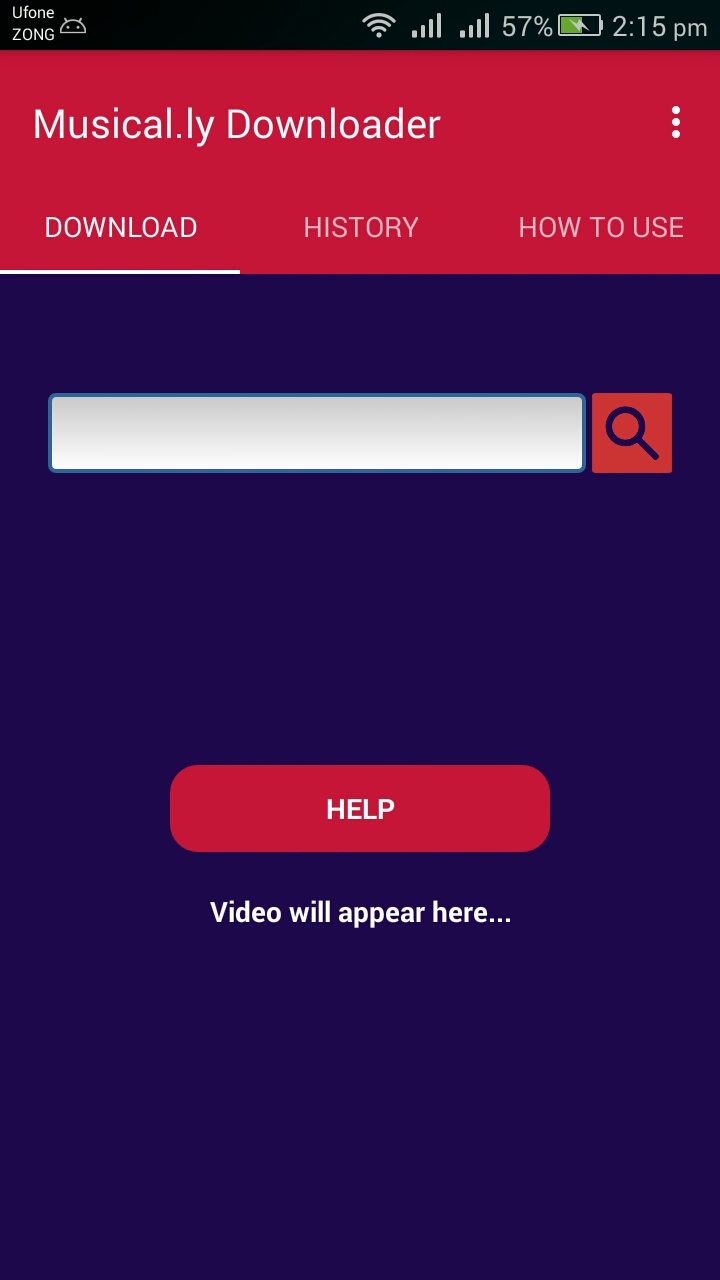 Ufone
ZONG
57%
2:15 pm
Musical.ly Downloader
DOWNLOAD
HISTORY
HOW TO USE
HELP
Video will appear here...